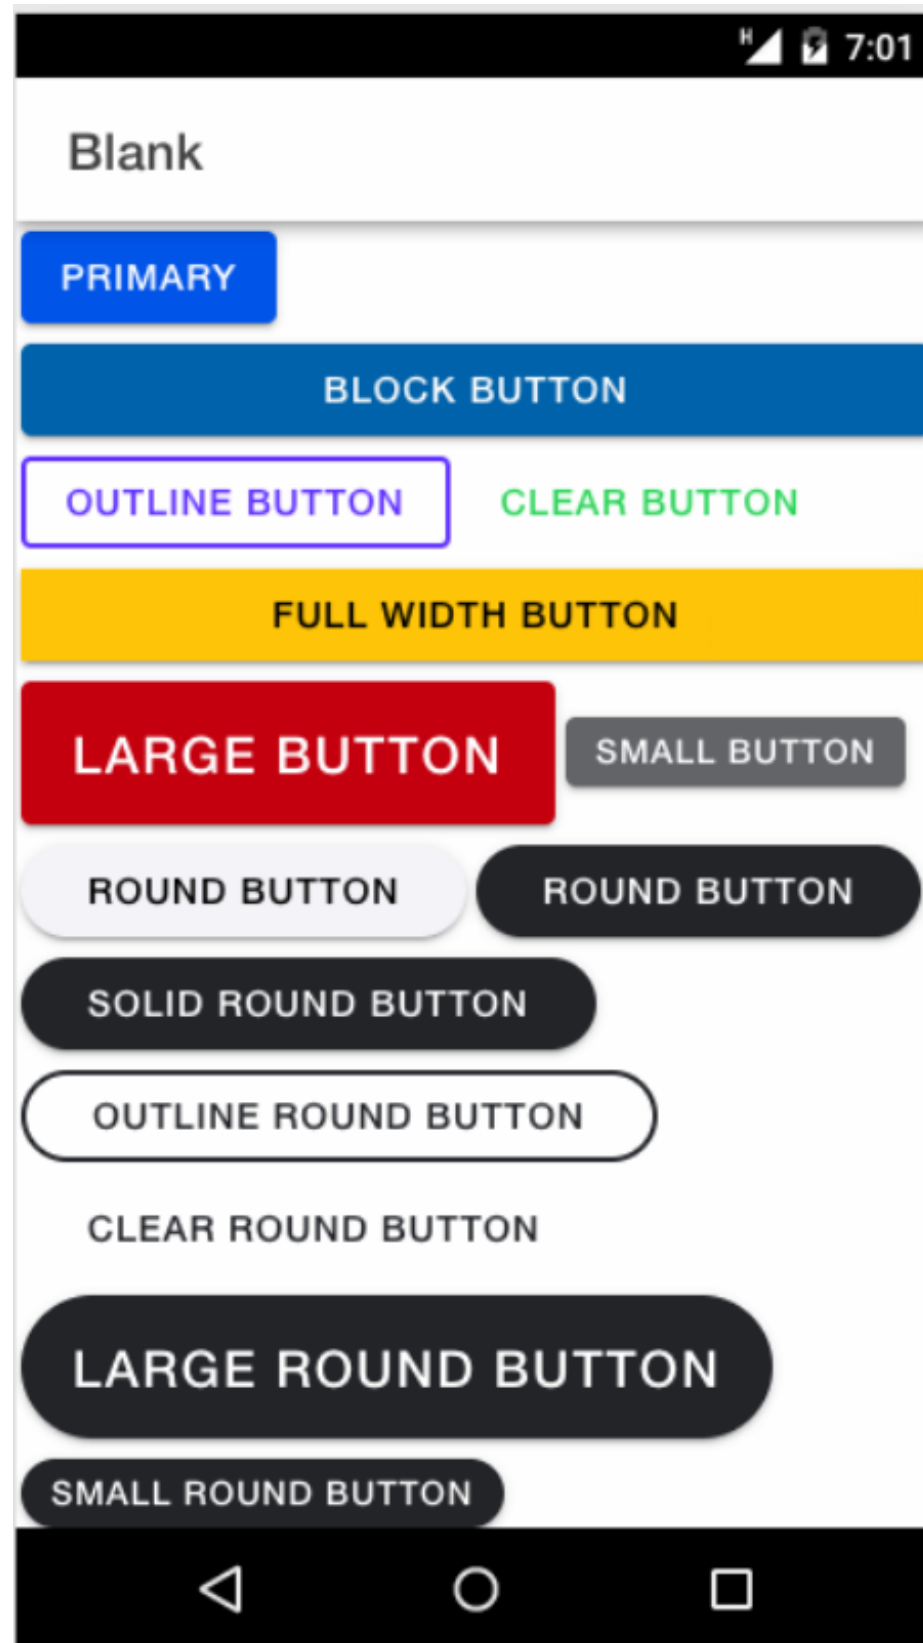 H 7:01
Blank
PRIMARY
BLOCK BUTTON
OUTLINE BUTTON CLEAR BUTTON
FULL WIDTH BUTTON
LARGE BUTTON SMALL BUTTON
ROUND BUTTON ROUND BUTTON
SOLID ROUND BUTTON
OUTLINE ROUND BUTTON
CLEAR ROUND BUTTON
LARGE ROUND BUTTON
SMALL ROUND BUTTON